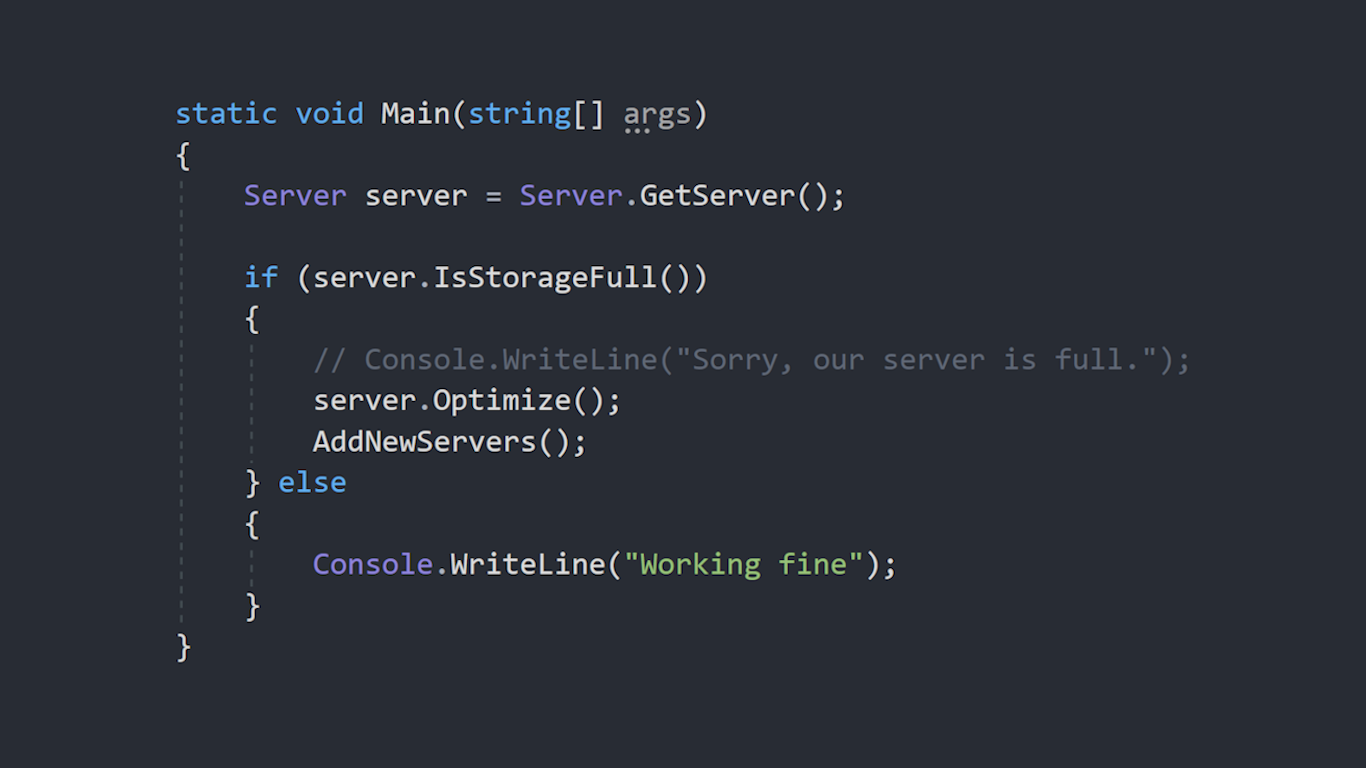 static void Main(string[] args)
{
    Server server = Server.GetServer();

    if (server.IsStorageFull())
    {
        // Console.WriteLine("Sorry, our server is full.");
        server.Optimize();
        AddNewServers();
    } else
    {
        Console.WriteLine("Working fine");
    }
}